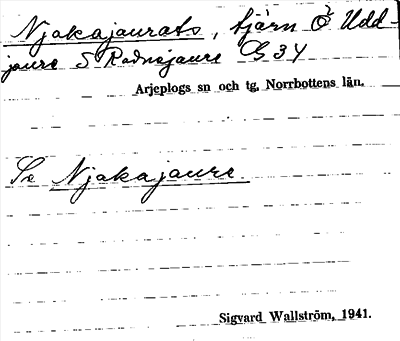 Njakajaurats, tjärn Ö Udd-
jaure S Radnejaure G 34
Arjeplogs sn och tg, Norrbottens län.
Se Njakajaure.
Sigvard Wallström, 1941.